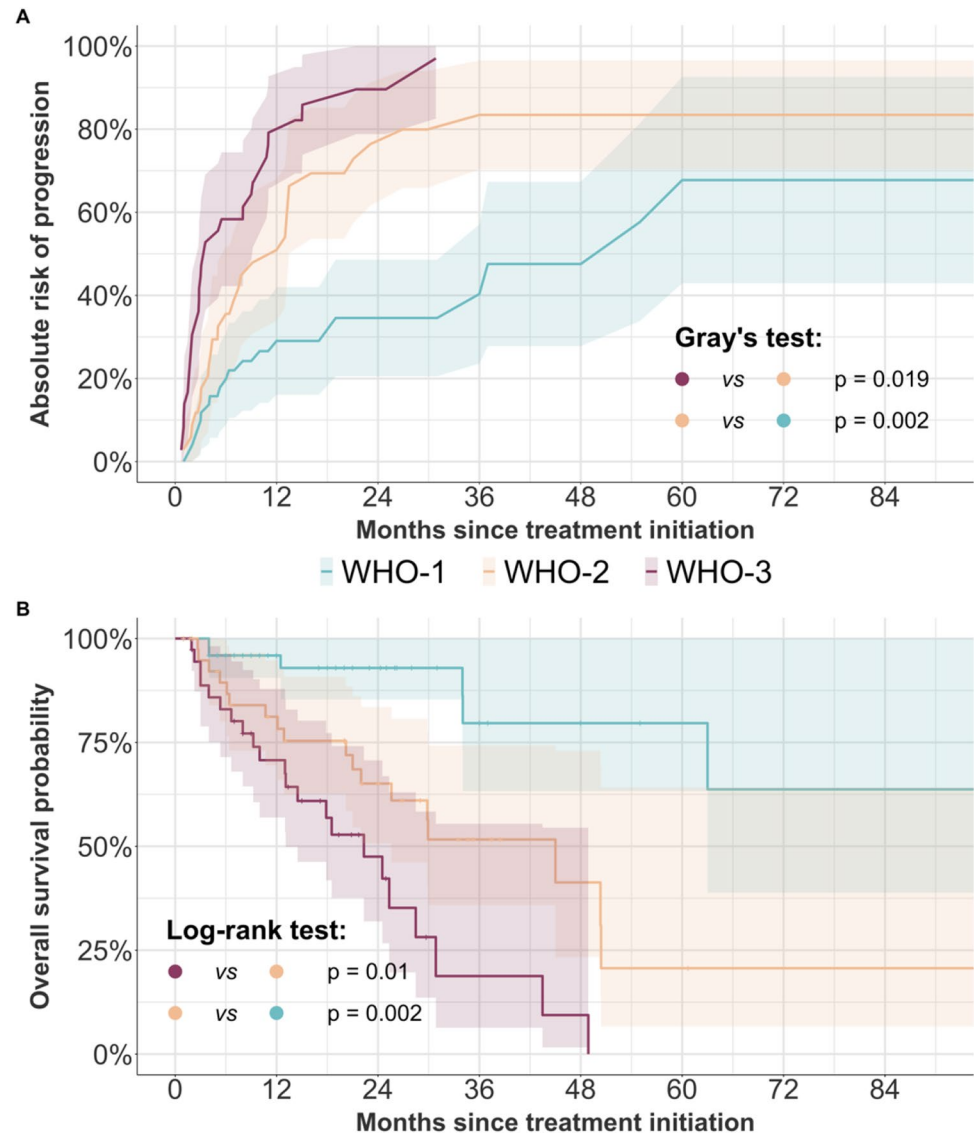 A
Absolute risk of progression
100%
80%
60%
40%
20%
0%
Gray's test:
vs p = 0.019
vs p = 0.002
0 12 24 36 48 60 72 84
Months since treatment initiation
WHO-1 WHO-2 WHO-3
B
Overall survival probability
100%
75%
50%
25%
0%
Log-rank test:
vs p = 0.01
vs p = 0.002
0 12 24 36 48 60 72 84
Months since treatment initiation